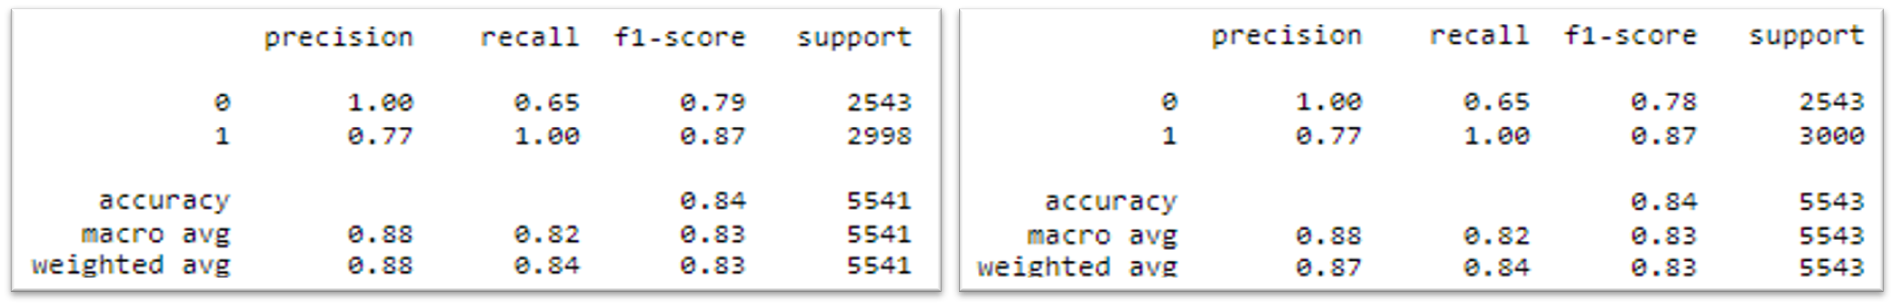 precision recall f1-score support
0 1.00 0.65 0.79 2543
1 0.77 1.00 0.87 2998
accuracy 0.84 5541
macro avg 0.88 0.82 0.83 5541
weighted avg 0.88 0.84 0.83 5541
precision recall f1-score support
0 1.00 0.65 0.78 2543
1 0.77 1.00 0.87 3000
accuracy 0.84 5543
macro avg 0.88 0.82 0.83 5543
weighted avg 0.87 0.84 0.83 5543